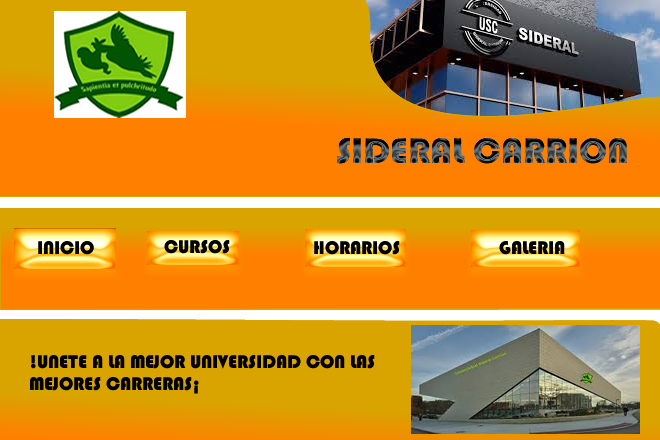 USC
SIDERAL
Sapientia et pulchritudo
SIDERAL CARRION
INICIO
CURSOS
HORARIOS
GALERIA
!UNETE A LA MEJOR UNIVERSIDAD CON LAS
MEJORES CARRERAS¡